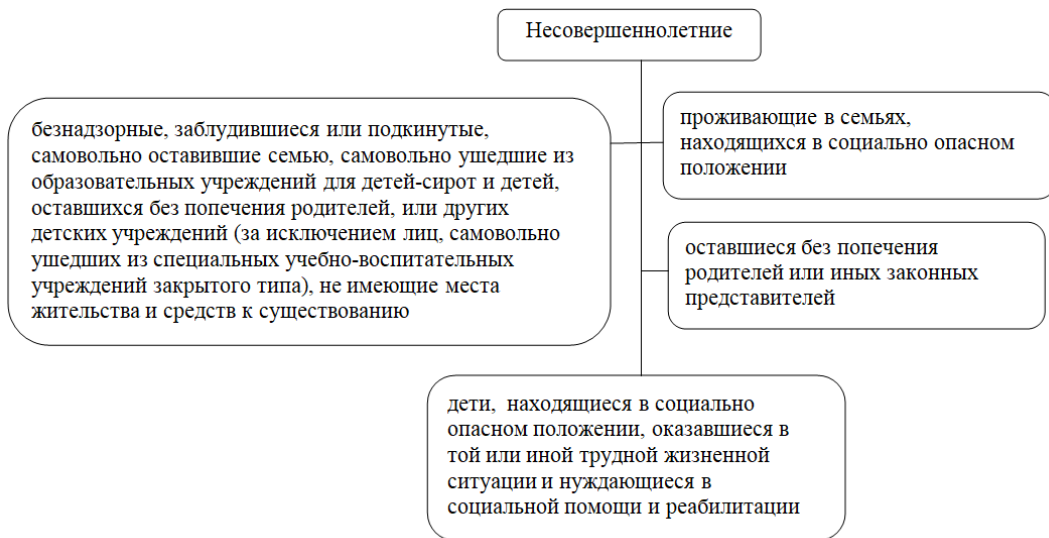 Несовершеннолетние
безнадзорные, заблудившиеся или подкинутые,
самовольно оставившие семью, самовольно ушедшие из
образовательных учреждений для детей-сирот и детей,
оставшихся без попечения родителей, или других
детских учреждений (за исключением лиц, самовольно
ушедших из специальных учебно-воспитательных
учреждений закрытого типа), не имеющие места
жительства и средств к существованию
проживающие в семьях,
находящихся в социально опасном
положении
оставшиеся без попечения
родителей или иных законных
представителей
дети, находящиеся в социально
опасном положении, оказавшиеся в
той или иной трудной жизненной
ситуации и нуждающиеся в
социальной помощи и реабилитации